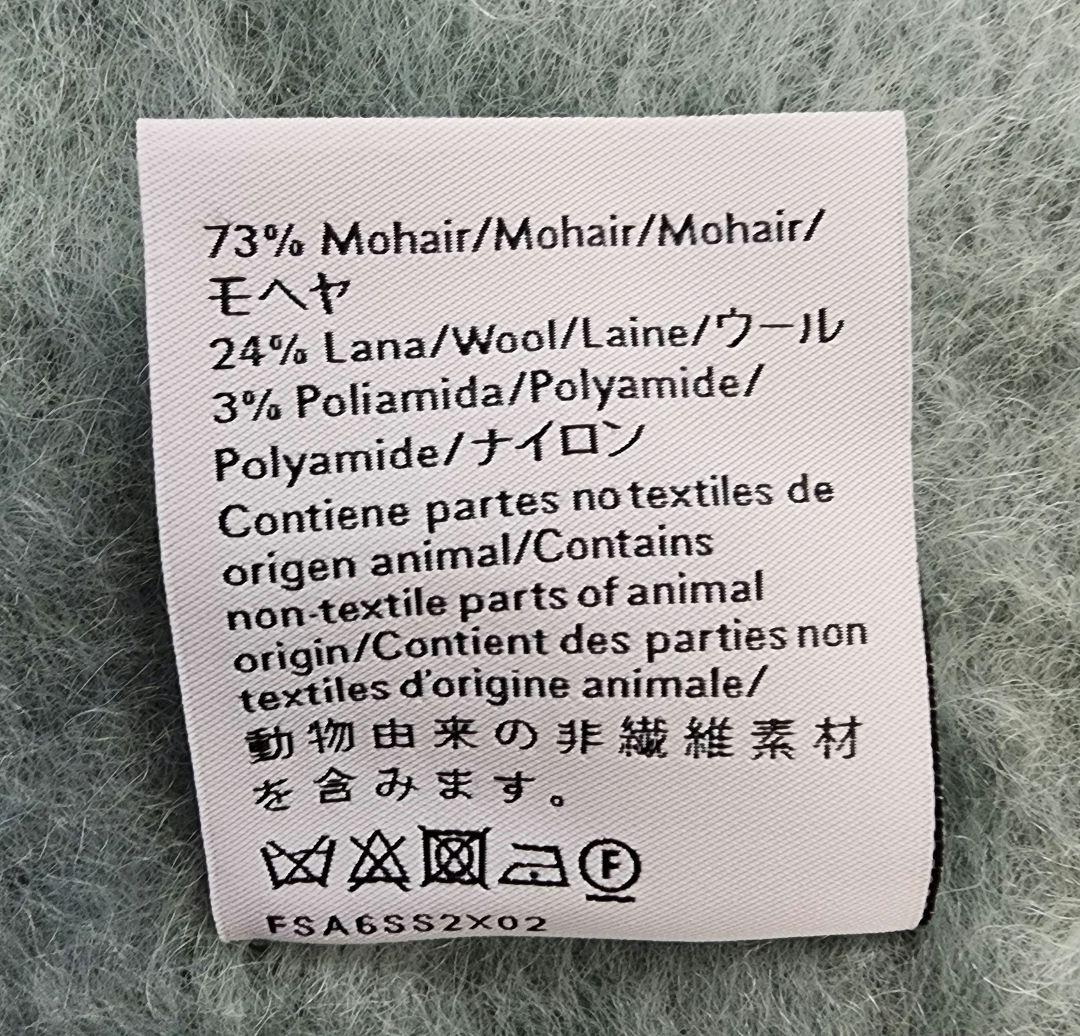 73% Mohair/Mohair/Mohair/
モヘヤ
24% Lana/Wool/Laine/ウール
3% Poliamida/Polyamide/
Polyamide/ナイロン
Contiene partes no textiles de
origen animal/Contains
non-textile parts of animal
origin/Contient des parties non
textiles d'origine animale/
動物由来の非繊維素材
を含みます。
F
FSA6SS2X02